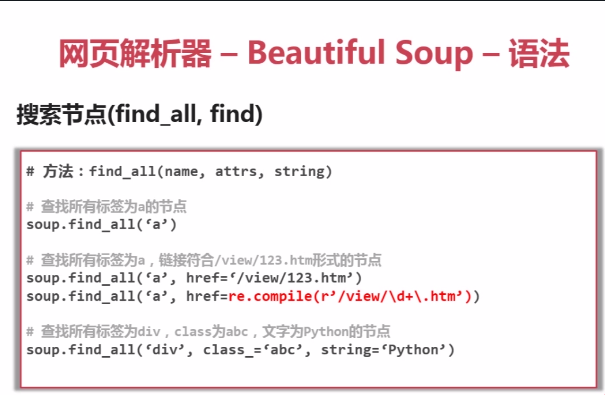 网页解析器 – Beautiful Soup – 语法
搜索节点(find_all, find)
# 方法：find_all(name, attrs, string)
# 查找所有标签为a的节点
soup.find_all(‘a’)
# 查找所有标签为a，链接符合/view/123.htm形式的节点
soup.find_all(‘a’, href=‘/view/123.htm’)
soup.find_all(‘a’, href=re.compile(r’/view/\d+\.htm’))
# 查找所有标签为div，class为abc，文字为Python的节点
soup.find_all(‘div’, class_=‘abc’, string=‘Python’)